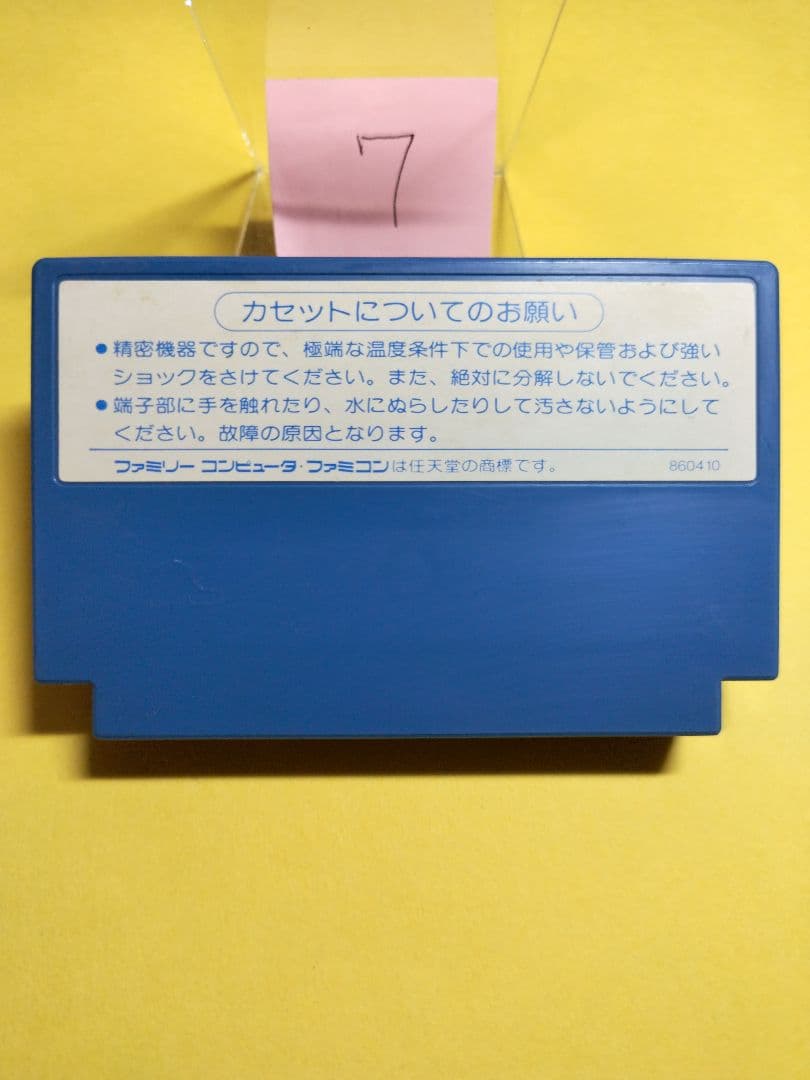 7
カセットについてのお願い
●精密機器ですので、極端な温度条件下での使用や保管および強い
ショックをさけてください。また、絶対に分解しないでください。
●端子部に手を触れたり、水にぬらしたりして汚さないようにして
ください。故障の原因となります。
ファミリー コンピュータ・ファミコンは任天堂の商標です。 860410